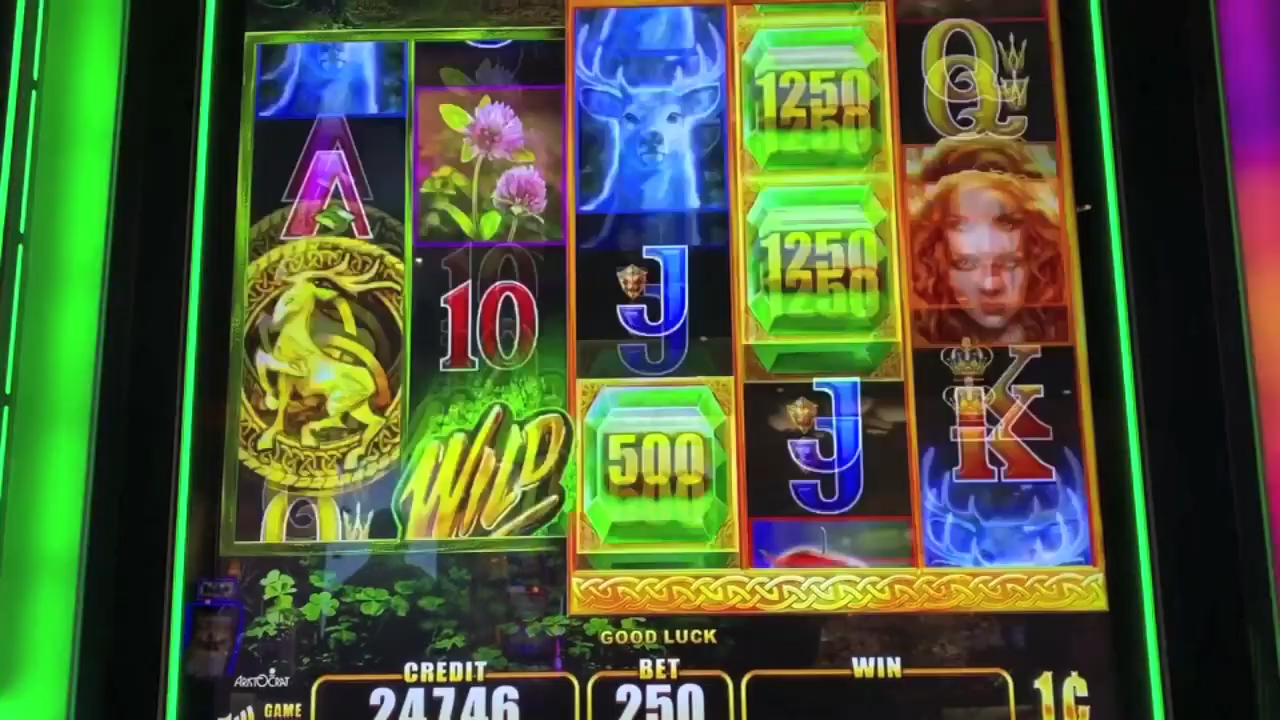 Q
1250
A
1250
J
10
K
500
WILD
J
Q
GOOD LUCK
ARISTOCRAT
CREDIT BET WIN
24746 250 1¢
GAME